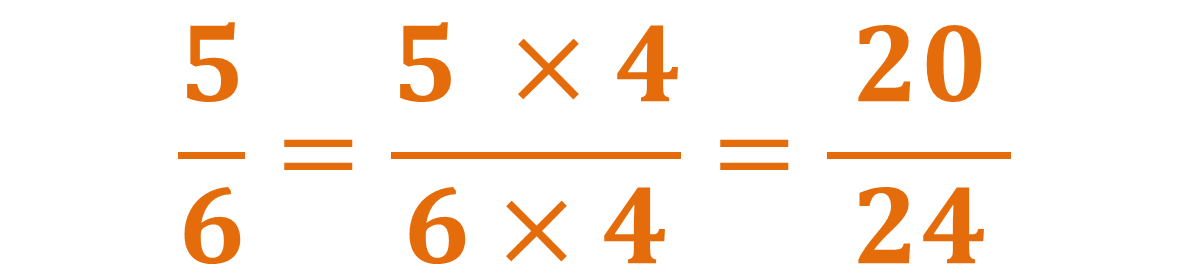 5/6 = (5 × 4)/(6 × 4) = 20/24